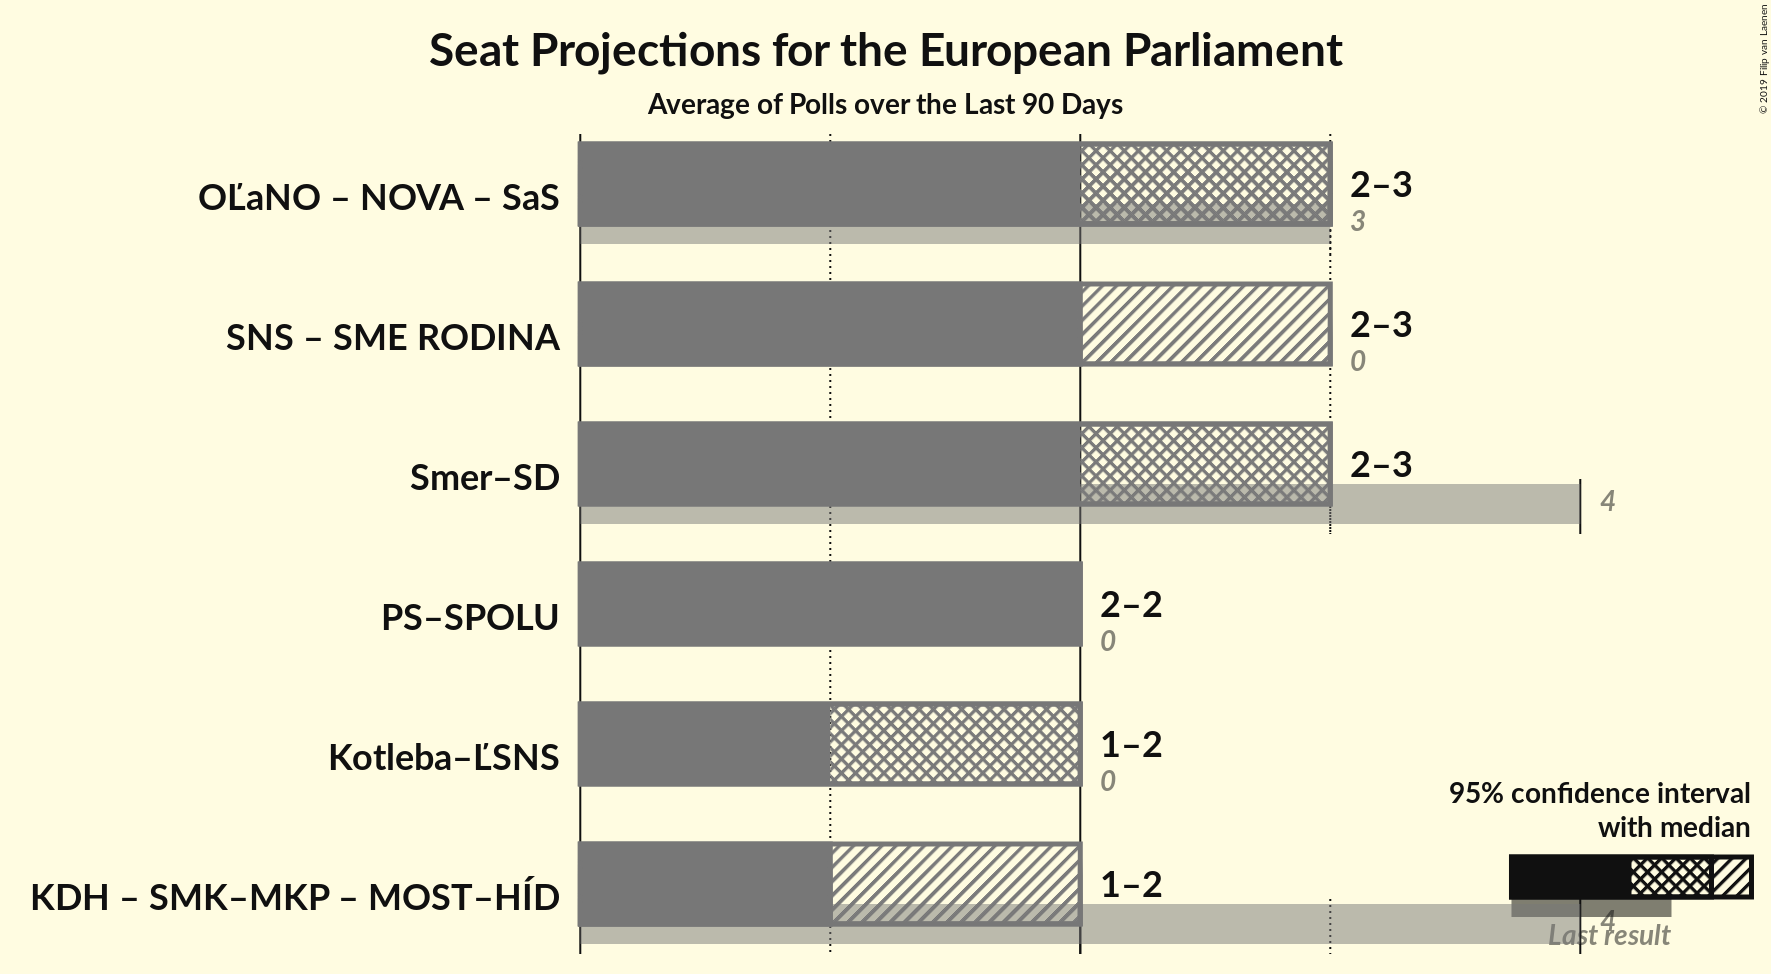 Seat Projections for the European Parliament
Average of Polls over the Last 90 Days
© 2019 Filip van Laenen
OĽaNO – NOVA – SaS
2–3
3
SNS – SME RODINA
2–3
0
Smer–SD
2–3
4
PS–SPOLU
2–2
0
Kotleba–ĽSNS
1–2
0
KDH – SMK–MKP – MOST–HÍD
1–2
4
95% confidence interval
with median
Last result